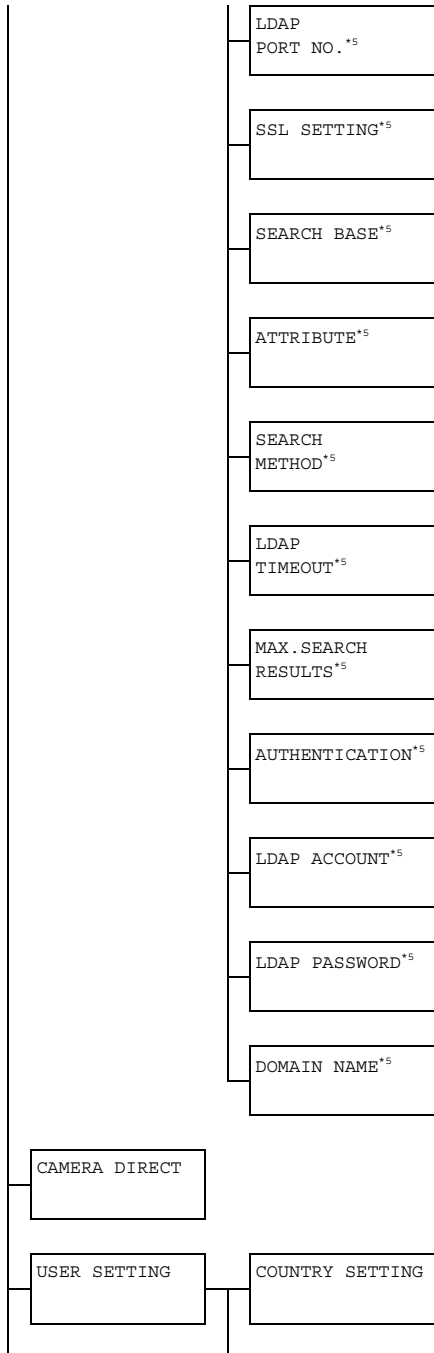 LDAP
PORT NO.*5
SSL SETTING*5
SEARCH BASE*5
ATTRIBUTE*5
SEARCH
METHOD*5
LDAP
TIMEOUT*5
MAX.SEARCH
RESULTS*5
AUTHENTICATION*5
LDAP ACCOUNT*5
LDAP PASSWORD*5
DOMAIN NAME*5
CAMERA DIRECT
USER SETTING
COUNTRY SETTING